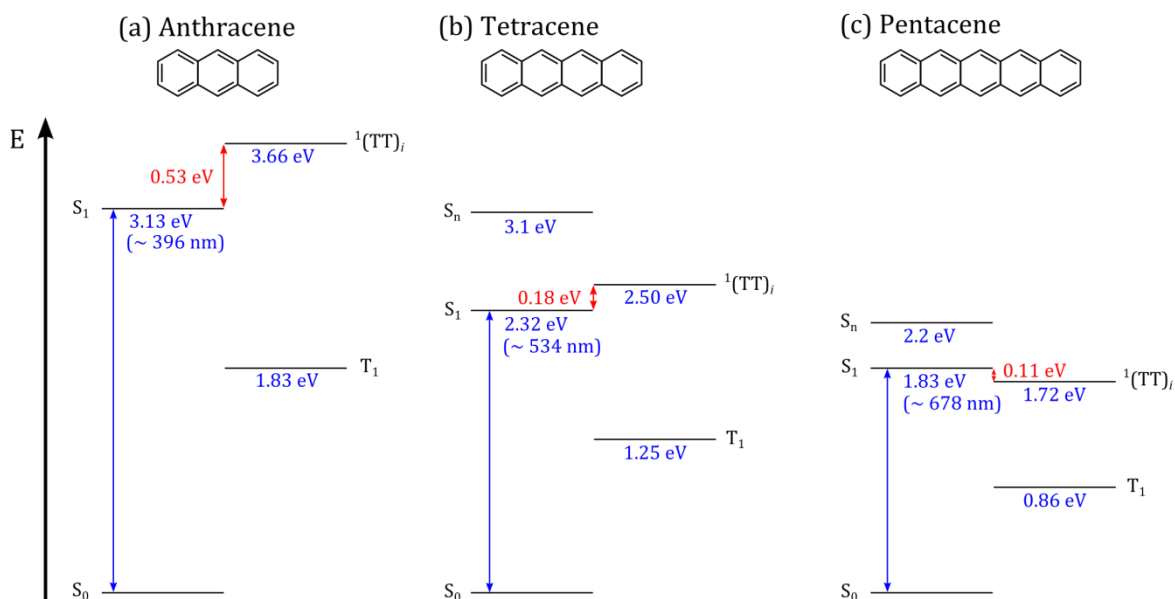 (a) Anthracene
(b) Tetracene
(c) Pentacene
E
¹(TT)ᵢ
3.66 eV
0.53 eV
S₁
3.13 eV
(~ 396 nm)
T₁
1.83 eV
S₀
Sₙ
3.1 eV
¹(TT)ᵢ
0.18 eV
2.50 eV
S₁
2.32 eV
(~ 534 nm)
T₁
1.25 eV
S₀
Sₙ
2.2 eV
S₁
0.11 eV
1.83 eV
(~ 678 nm)
¹(TT)ᵢ
1.72 eV
T₁
0.86 eV
S₀